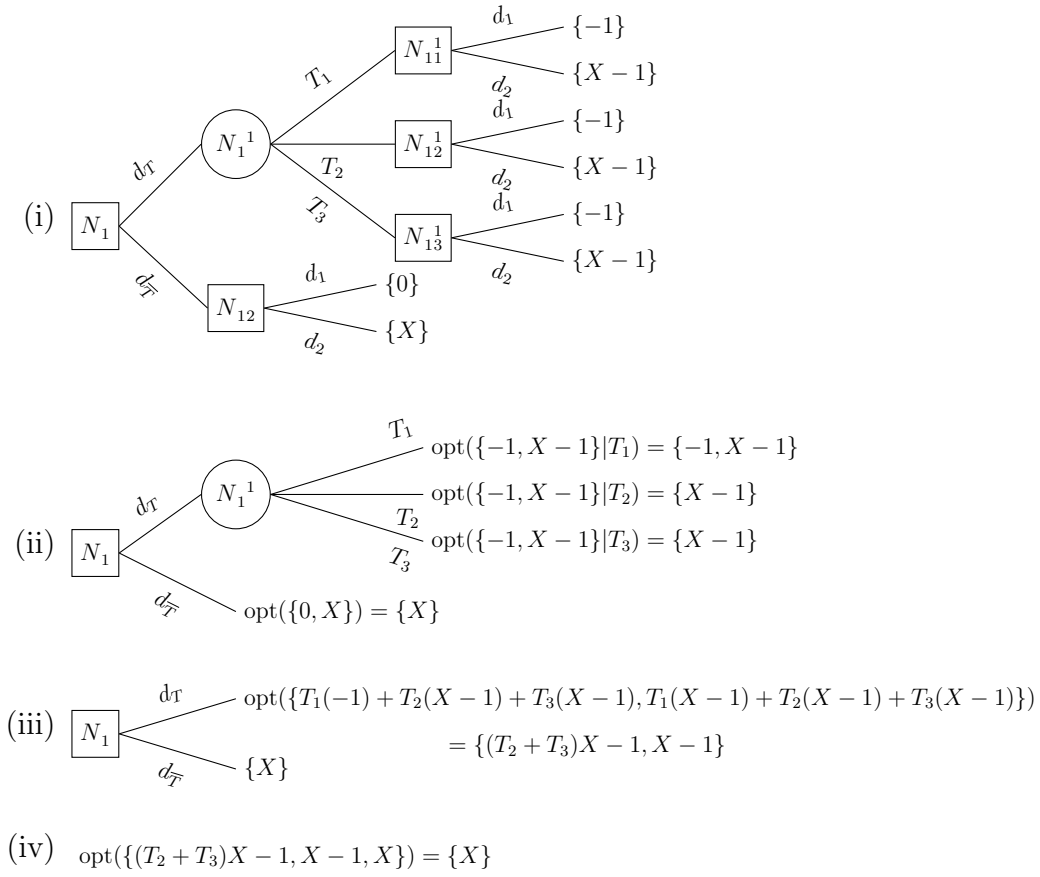 (i)
N₁
d_T
N₁¹
T₁
N₁₁¹
d₁ {−1}
d₂ {X − 1}
T₂
N₁₂¹
d₁ {−1}
d₂ {X − 1}
T₃
N₁₃¹
d₁ {−1}
d₂ {X − 1}
d_T̅
N₁₂
d₁ {0}
d₂ {X}
(ii)
N₁
d_T
N₁¹
T₁ opt({−1, X − 1}|T₁) = {−1, X − 1}
T₂ opt({−1, X − 1}|T₂) = {X − 1}
T₃ opt({−1, X − 1}|T₃) = {X − 1}
d_T̅ opt({0, X}) = {X}
(iii)
N₁
d_T opt({T₁(−1) + T₂(X − 1) + T₃(X − 1), T₁(X − 1) + T₂(X − 1) + T₃(X − 1)})
= {(T₂ + T₃)X − 1, X − 1}
d_T̅ {X}
(iv) opt({(T₂ + T₃)X − 1, X − 1, X}) = {X}